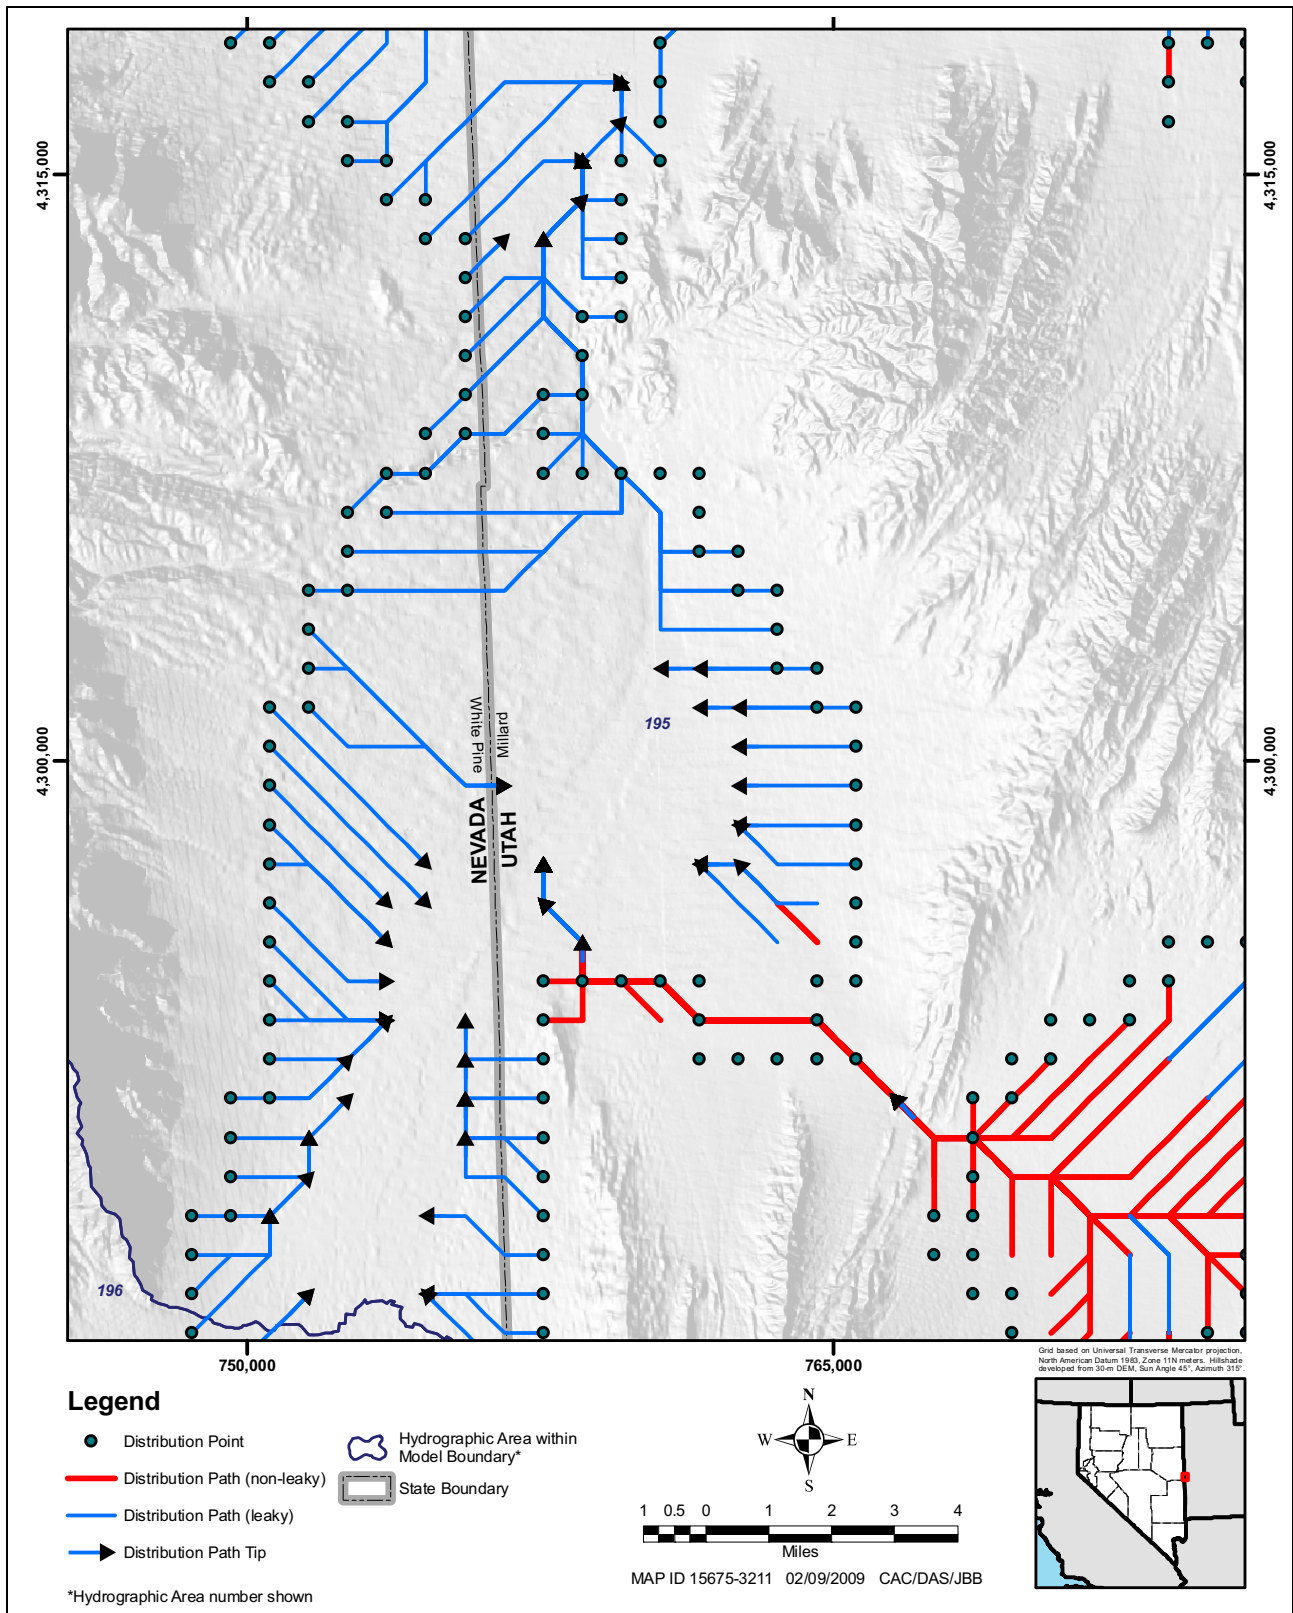 4,315,000
4,315,000
195
White Pine
Millard
4,300,000
4,300,000
NEVADA
UTAH
196
750,000
765,000
Grid based on Universal Transverse Mercator projection,
North American Datum 1983, Zone 11N meters. Hillshade
developed from 30-m DEM, Sun Angle 45°, Azimuth 315°.
Legend
Distribution Point
Distribution Path (non-leaky)
Distribution Path (leaky)
Distribution Path Tip
Hydrographic Area within
Model Boundary*
State Boundary
*Hydrographic Area number shown
N
W E
S
1 0.5 0 1 2 3 4
Miles
MAP ID 15675-3211 02/09/2009 CAC/DAS/JBB